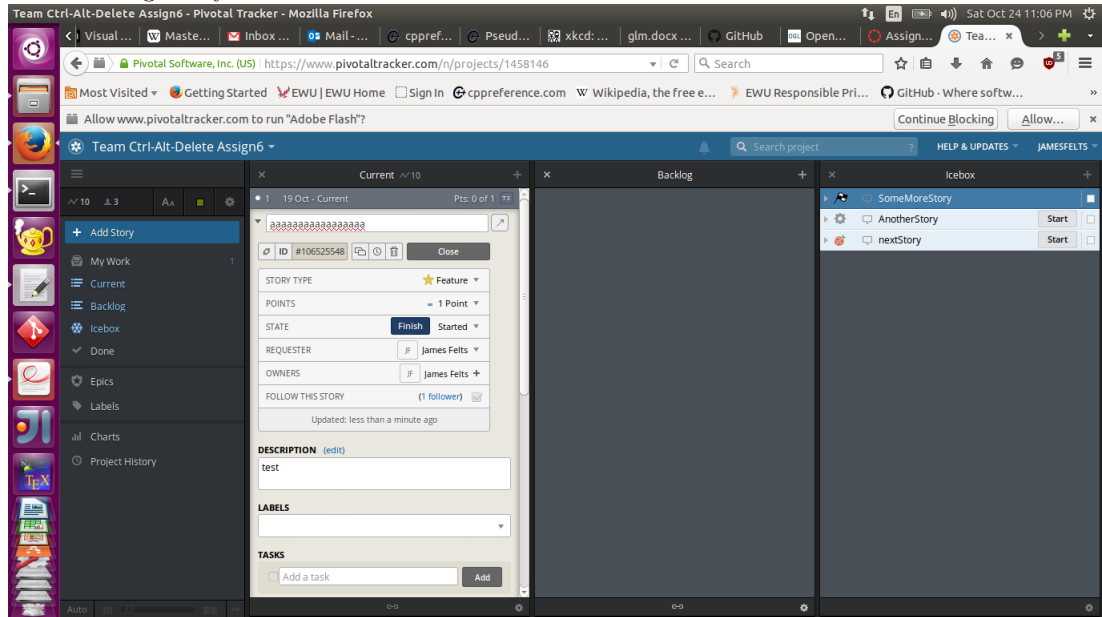 Team Ctrl-Alt-Delete Assign6 - Pivotal Tracker - Mozilla Firefox
En
Sat Oct 24 11:06 PM
Visual ...
Maste...
Inbox ...
Mail - ...
cppref...
Pseud...
xkcd: ...
glm.docx ...
GitHub
Open...
Assign...
Tea...
Pivotal Software, Inc. (US)
https://www.pivotaltracker.com/n/projects/1458146
Search
5
Most Visited
Getting Started
EWU | EWU Home
Sign In
cppreference.com
Wikipedia, the free e...
EWU Responsible Pri...
GitHub · Where softw...
»
Allow www.pivotaltracker.com to run "Adobe Flash"?
Continue Blocking
Allow...
Team Ctrl-Alt-Delete Assign6
Search project
?
HELP & UPDATES
JAMESFELTS
Current 10
Backlog
Icebox
10
3
1 19 Oct - Current
Pts: 0 of 1
SomeMoreStory
aaaaaaaaaaaaaaaaa
AnotherStory
Start
+ Add Story
nextStory
Start
ID #106525548
Close
My Work
1
STORY TYPE
Feature
Current
POINTS
1 Point
Backlog
STATE
Finish
Started
Icebox
REQUESTER
JF
James Felts
Done
OWNERS
JF
James Felts +
Epics
FOLLOW THIS STORY
(1 follower)
Labels
Updated: less than a minute ago
Charts
DESCRIPTION (edit)
Project History
test
LABELS
TASKS
Add a task
Add
Auto